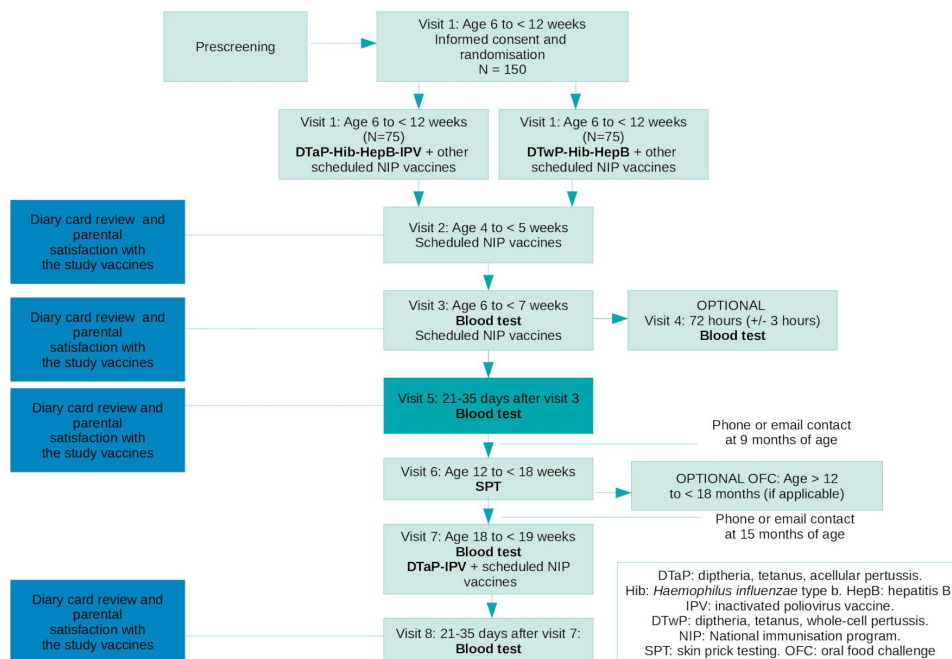 Prescreening
Visit 1: Age 6 to < 12 weeks
Informed consent and
randomisation
N = 150
Visit 1: Age 6 to < 12 weeks
(N=75)
DTaP-Hib-HepB-IPV + other
scheduled NIP vaccines
Visit 1: Age 6 to < 12 weeks
(N=75)
DTwP-Hib-HepB + other
scheduled NIP vaccines
Diary card review and
parental
satisfaction with
the study vaccines
Visit 2: Age 4 to < 5 weeks
Scheduled NIP vaccines
Diary card review and
parental
satisfaction with
the study vaccines
Visit 3: Age 6 to < 7 weeks
Blood test
Scheduled NIP vaccines
OPTIONAL
Visit 4: 72 hours (+/- 3 hours)
Blood test
Diary card review and
parental
satisfaction with
the study vaccines
Visit 5: 21-35 days after visit 3
Blood test
Phone or email contact
at 9 months of age
Visit 6: Age 12 to < 18 weeks
SPT
OPTIONAL OFC: Age > 12
to < 18 months (if applicable)
Phone or email contact
at 15 months of age
Visit 7: Age 18 to < 19 weeks
Blood test
DTaP-IPV + scheduled NIP
vaccines
Diary card review and
parental
satisfaction with
the study vaccines
Visit 8: 21-35 days after visit 7:
Blood test
DTaP: diptheria, tetanus, acellular pertussis.
Hib: Haemophilus influenzae type b. HepB: hepatitis B
IPV: inactivated poliovirus vaccine.
DTwP: diptheria, tetanus, whole-cell pertussis.
NIP: National immunisation program.
SPT: skin prick testing. OFC: oral food challenge